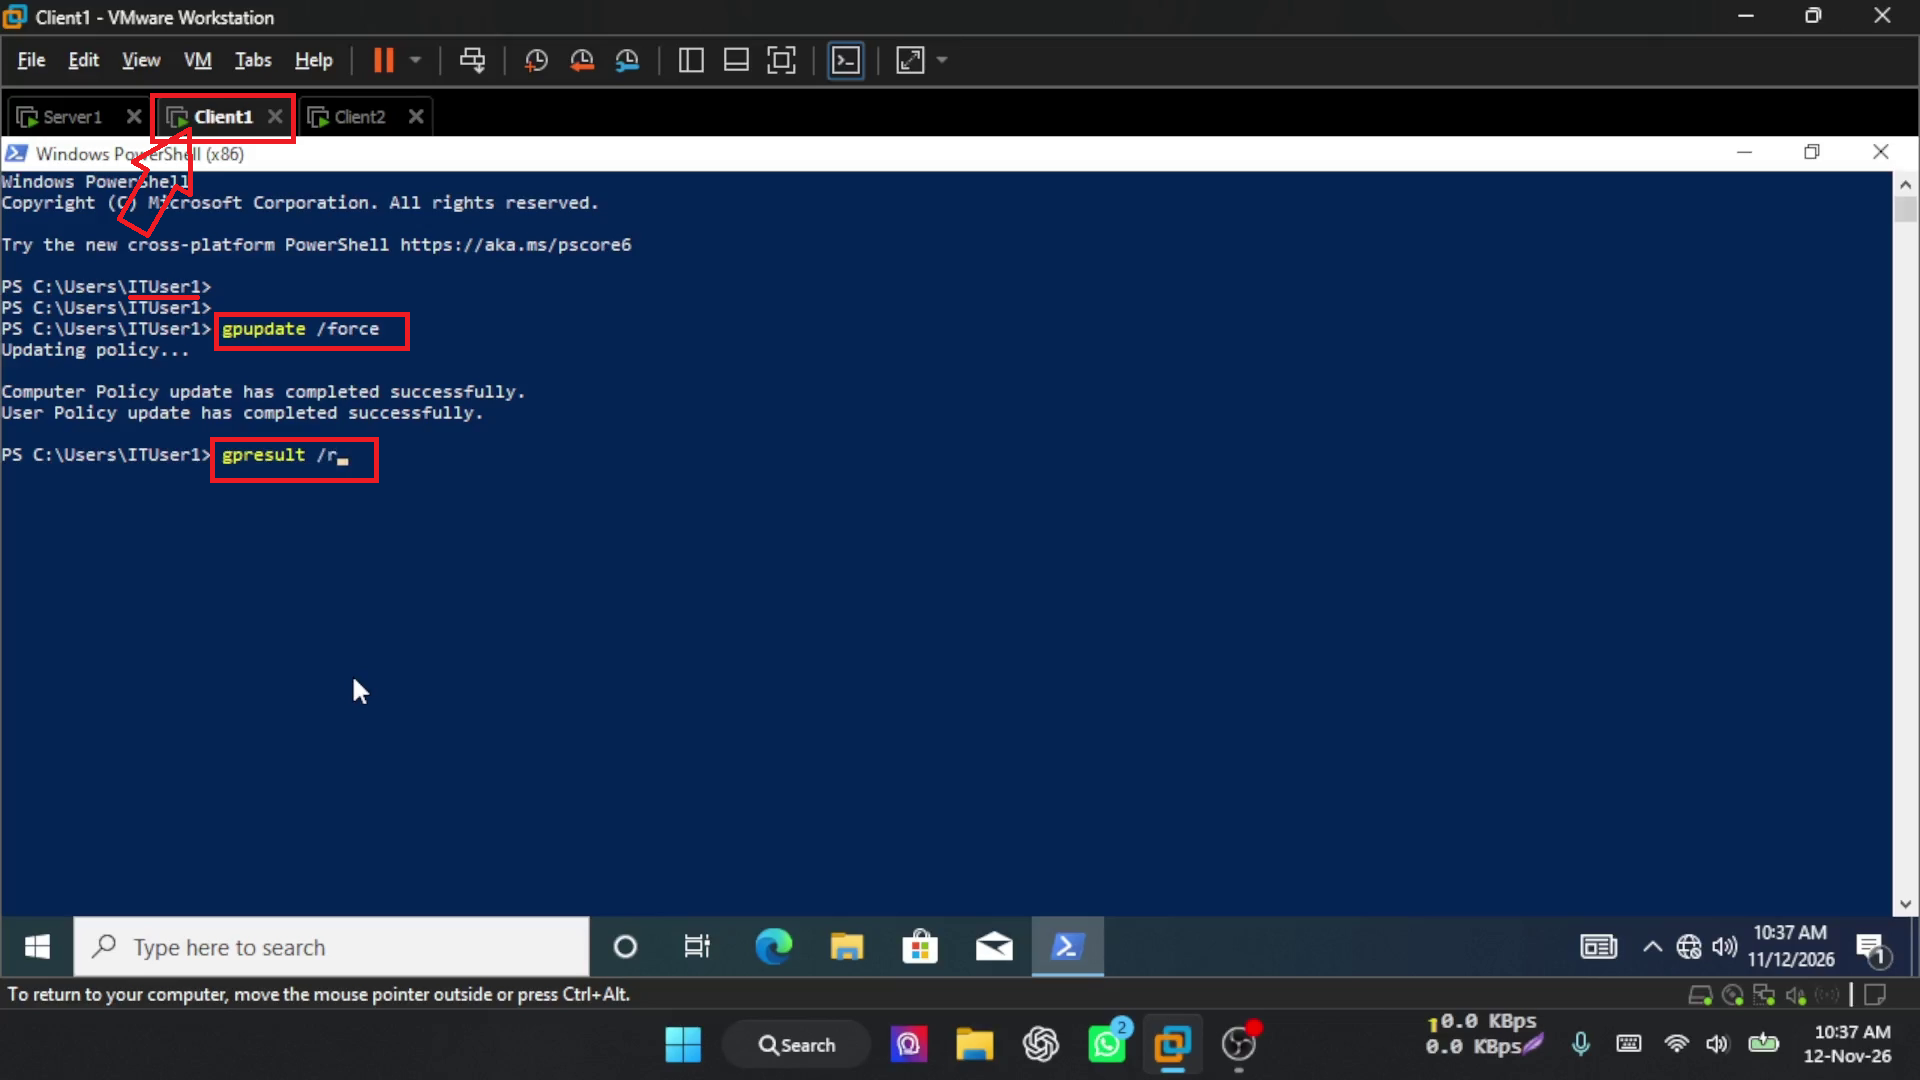 Client1 - VMware Workstation
File Edit View VM Tabs Help
Server1 Client1 Client2
Windows PowerShell (x86)
Windows PowerShell
Copyright (C) Microsoft Corporation. All rights reserved.
Try the new cross-platform PowerShell https://aka.ms/pscore6
PS C:\Users\ITUser1>
PS C:\Users\ITUser1>
PS C:\Users\ITUser1> gpupdate /force
Updating policy...
Computer Policy update has completed successfully.
User Policy update has completed successfully.
PS C:\Users\ITUser1> gpresult /r_
Type here to search
10:37 AM
11/12/2026
1
To return to your computer, move the mouse pointer outside or press Ctrl+Alt.
Search
2
0.0 KBps
0.0 KBps
10:37 AM
12-Nov-26